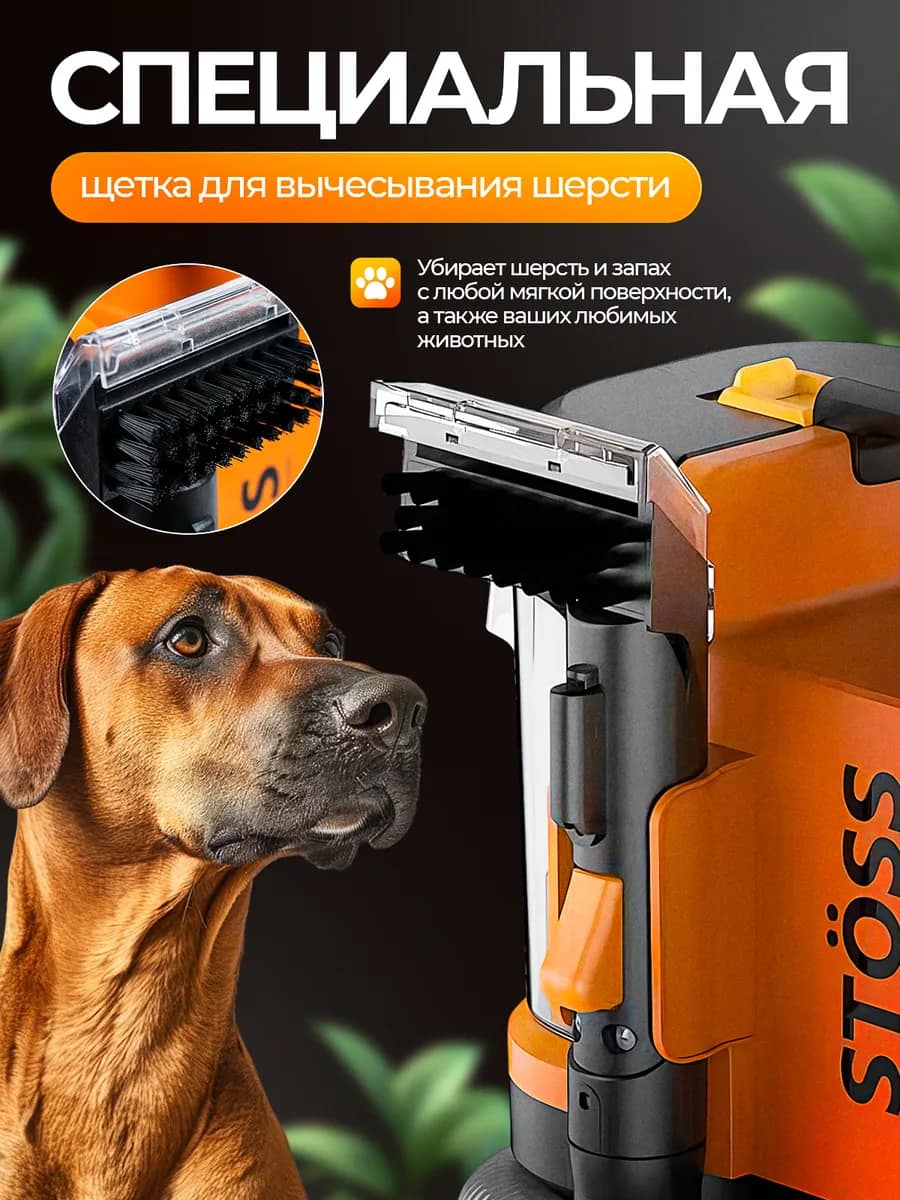 СПЕЦИАЛЬНАЯ
щетка для вычесывания шерсти
Убирает шерсть и запах
с любой мягкой поверхности,
а также ваших любимых
животных
S
STÖSS